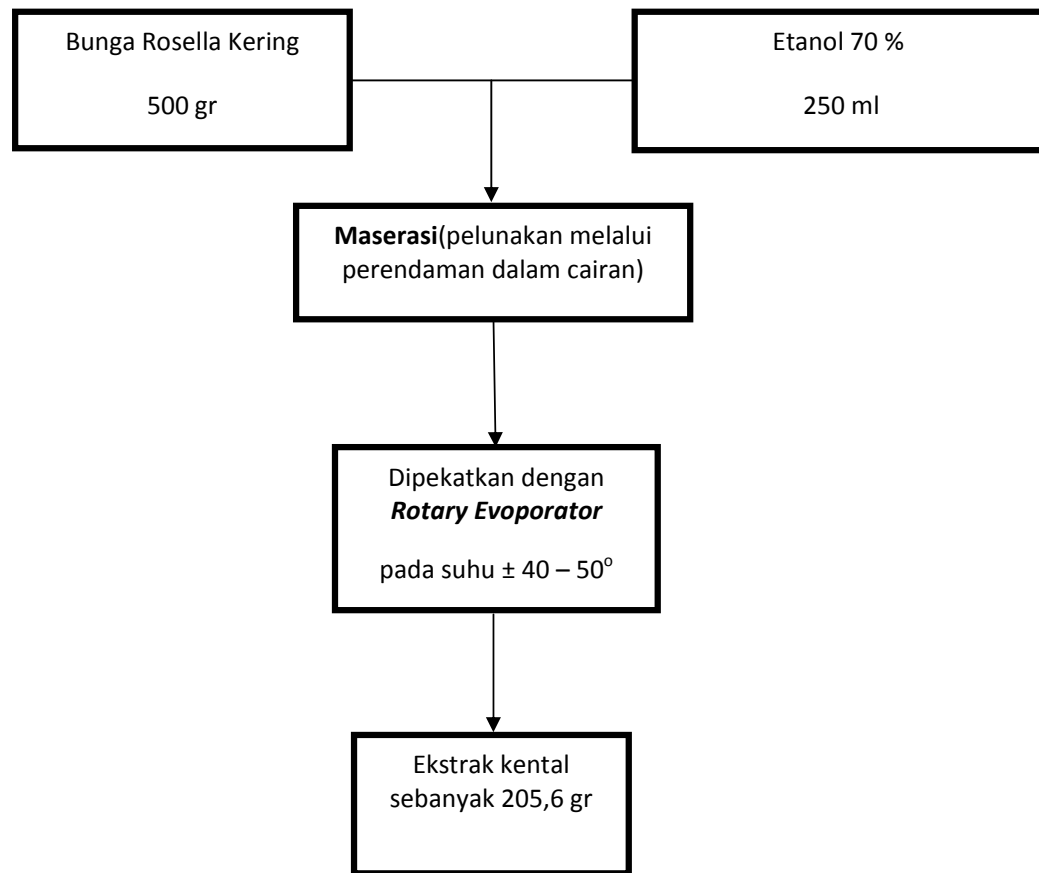 Bunga Rosella Kering
500 gr
Etanol 70 %
250 ml
Maserasi(pelunakan melalui
perendaman dalam cairan)
Dipekatkan dengan
Rotary Evoporator
pada suhu ± 40 – 50°
Ekstrak kental
sebanyak 205,6 gr